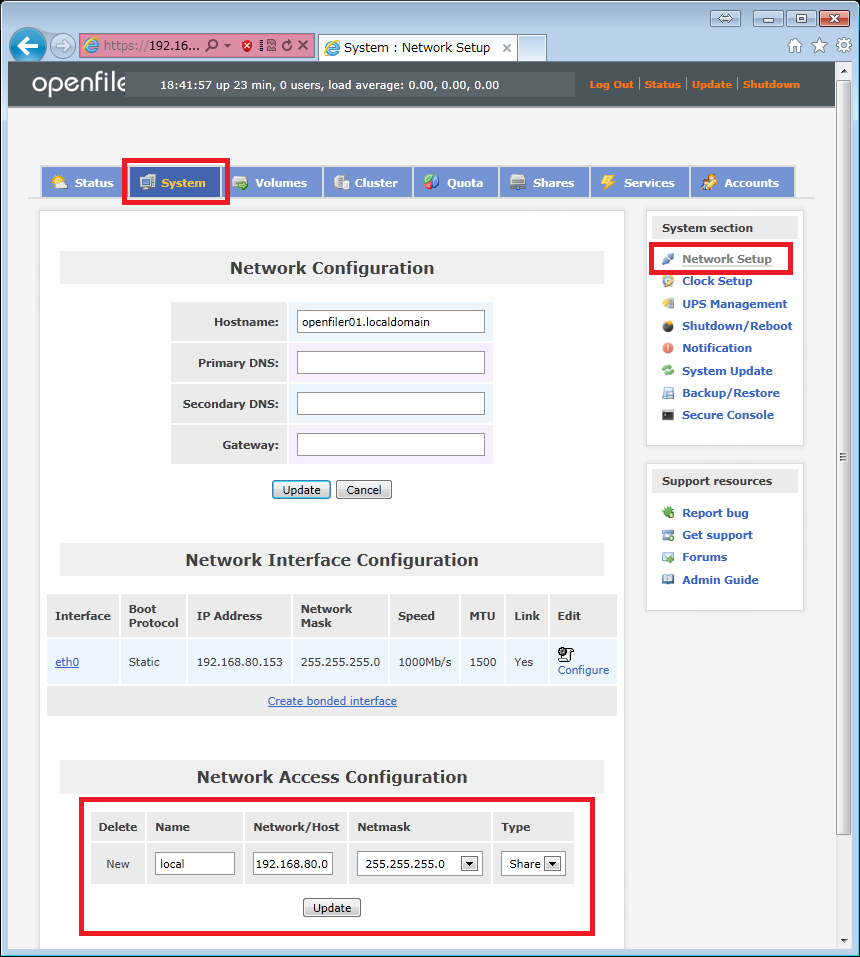 https://192.16...
System : Network Setup
openfile
18:41:57 up 23 min, 0 users, load average: 0.00, 0.00, 0.00
Log Out | Status | Update | Shutdown
Status System Volumes Cluster Quota Shares Services Accounts
Network Configuration
Hostname: openfiler01.localdomain
Primary DNS:
Secondary DNS:
Gateway:
Update Cancel
Network Interface Configuration
Interface Boot Protocol IP Address Network Mask Speed MTU Link Edit
eth0 Static 192.168.80.153 255.255.255.0 1000Mb/s 1500 Yes Configure
Create bonded interface
Network Access Configuration
Delete Name Network/Host Netmask Type
New local 192.168.80.0 255.255.255.0 Share
Update
System section
Network Setup
Clock Setup
UPS Management
Shutdown/Reboot
Notification
System Update
Backup/Restore
Secure Console
Support resources
Report bug
Get support
Forums
Admin Guide